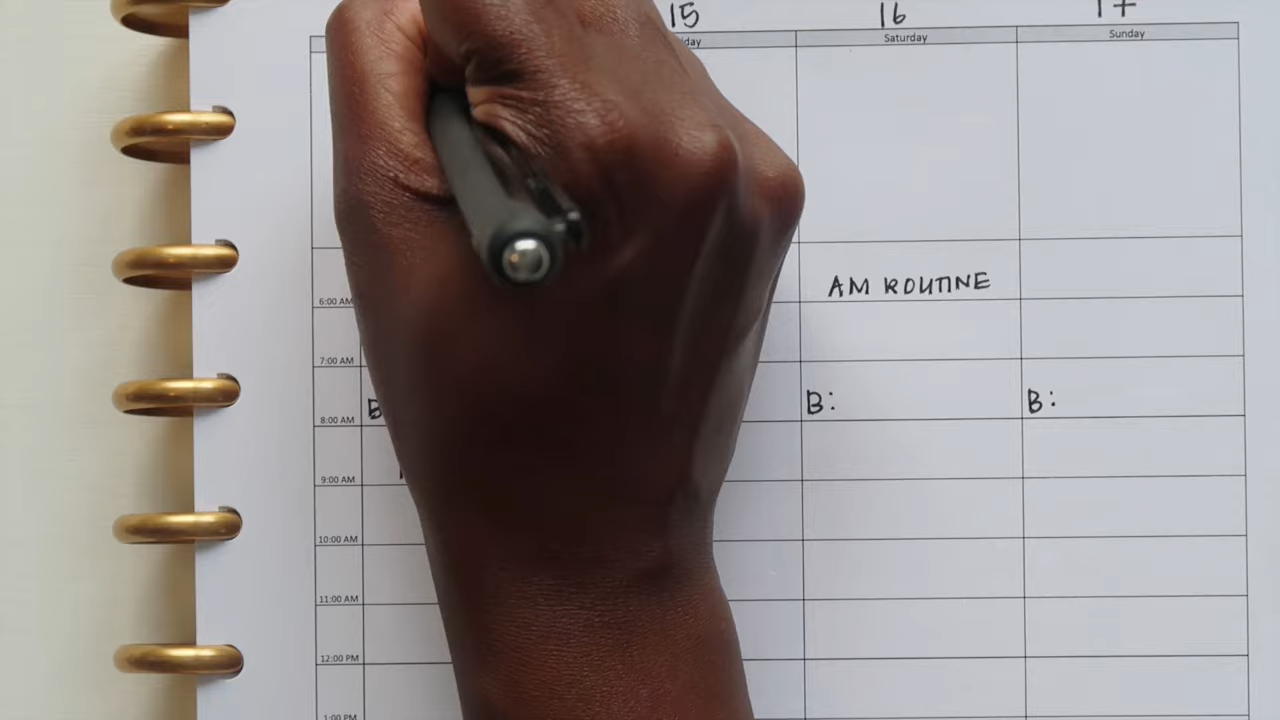 15 16 17
day Saturday Sunday
AM ROUTINE
6:00 AM
7:00 AM
B: B:
8:00 AM
9:00 AM
10:00 AM
11:00 AM
12:00 PM
1:00 PM